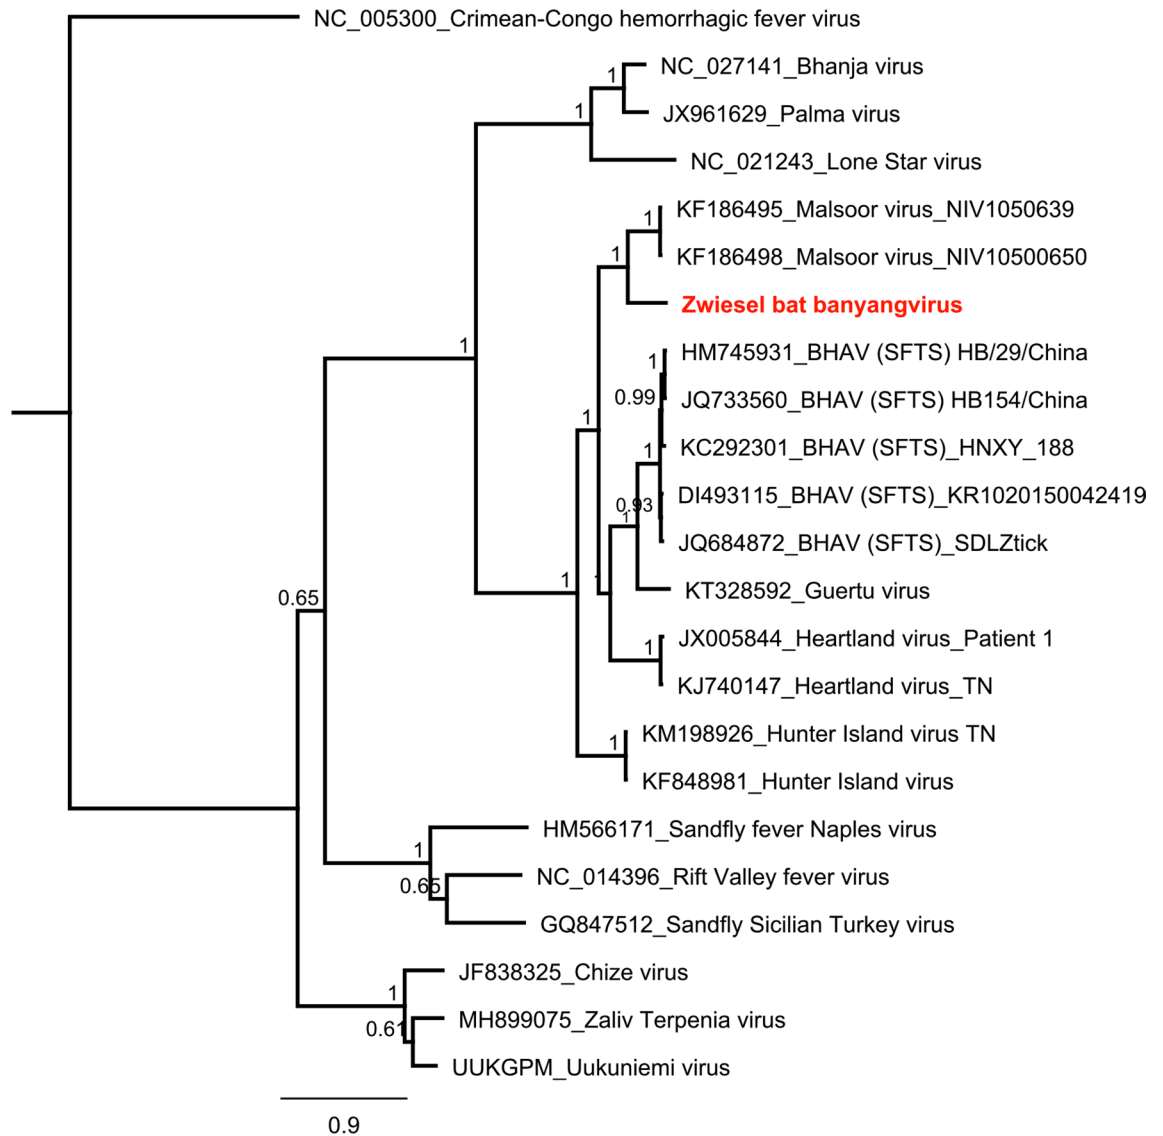 NC_005300_Crimean-Congo hemorrhagic fever virus
NC_027141_Bhanja virus
1
JX961629_Palma virus
1
NC_021243_Lone Star virus
KF186495_Malsoor virus_NIV1050639
1
KF186498_Malsoor virus_NIV10500650
1
Zwiesel bat banyangvirus
HM745931_BHAV (SFTS) HB/29/China
1
1
JQ733560_BHAV (SFTS) HB154/China
0.99
1
KC292301_BHAV (SFTS)_HNXY_188
1
DI493115_BHAV (SFTS)_KR1020150042419
0.93
1
JQ684872_BHAV (SFTS)_SDLZtick
1
KT328592_Guertu virus
0.65
JX005844_Heartland virus_Patient 1
1
KJ740147_Heartland virus_TN
KM198926_Hunter Island virus TN
1
KF848981_Hunter Island virus
HM566171_Sandfly fever Naples virus
1
NC_014396_Rift Valley fever virus
0.65
GQ847512_Sandfly Sicilian Turkey virus
JF838325_Chize virus
1
MH899075_Zaliv Terpenia virus
0.61
UUKGPM_Uukuniemi virus
0.9